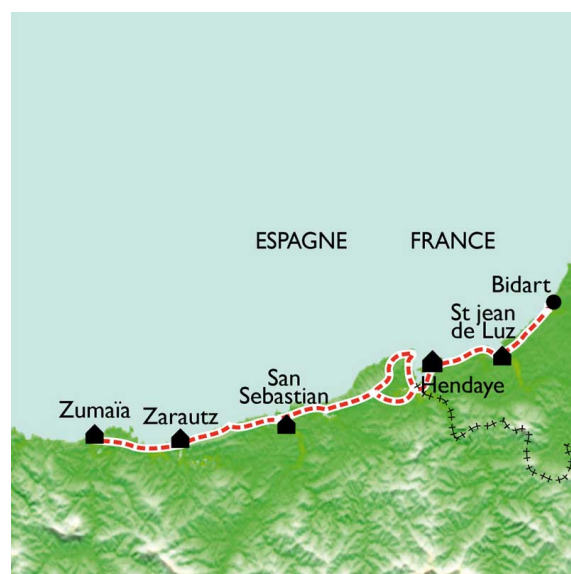 ESPAGNE
FRANCE
Bidart
St jean
de Luz
Hendaye
San
Sebastian
Zarautz
Zumaïa